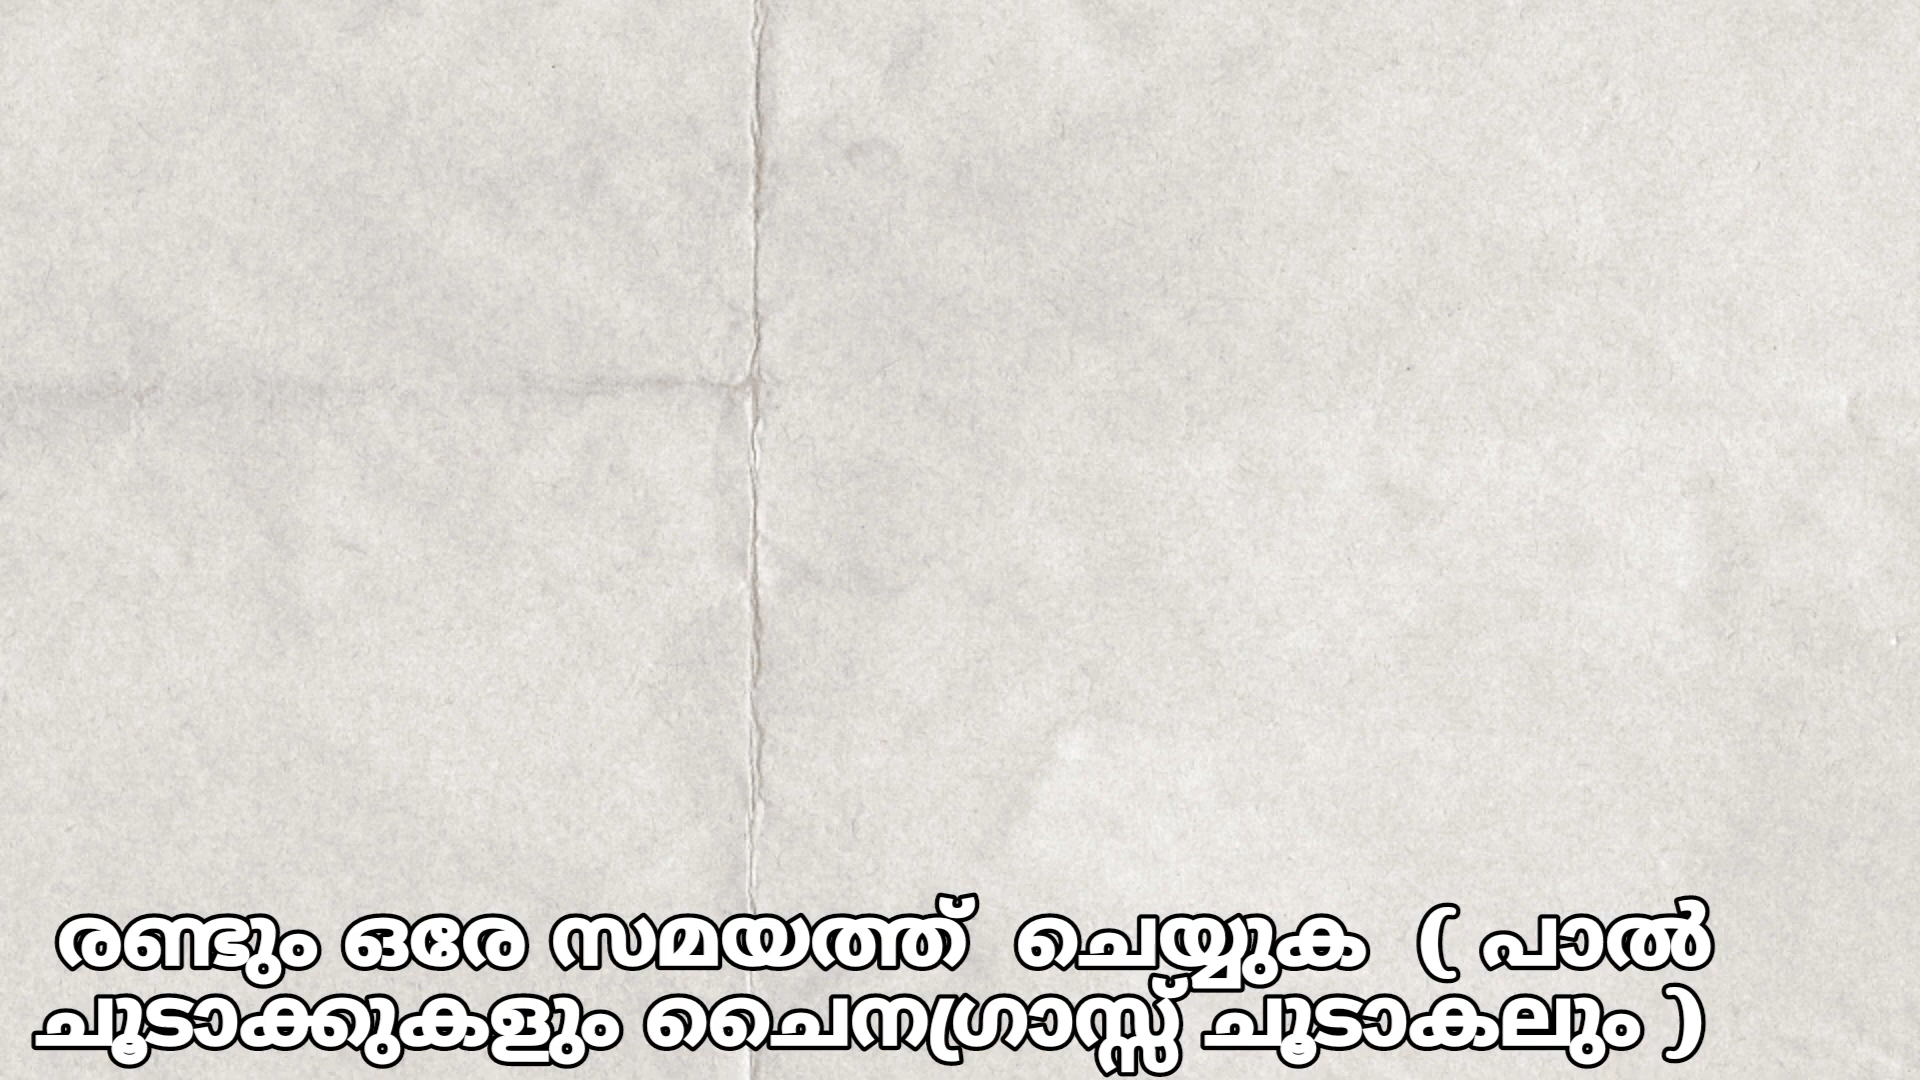 രണ്ടും ഒരേ സമയത്ത് ചെയ്യുക ( പാൽ
ചൂടാക്കുകളും ചൈനഗ്രാസ്സ് ചൂടാകലും )